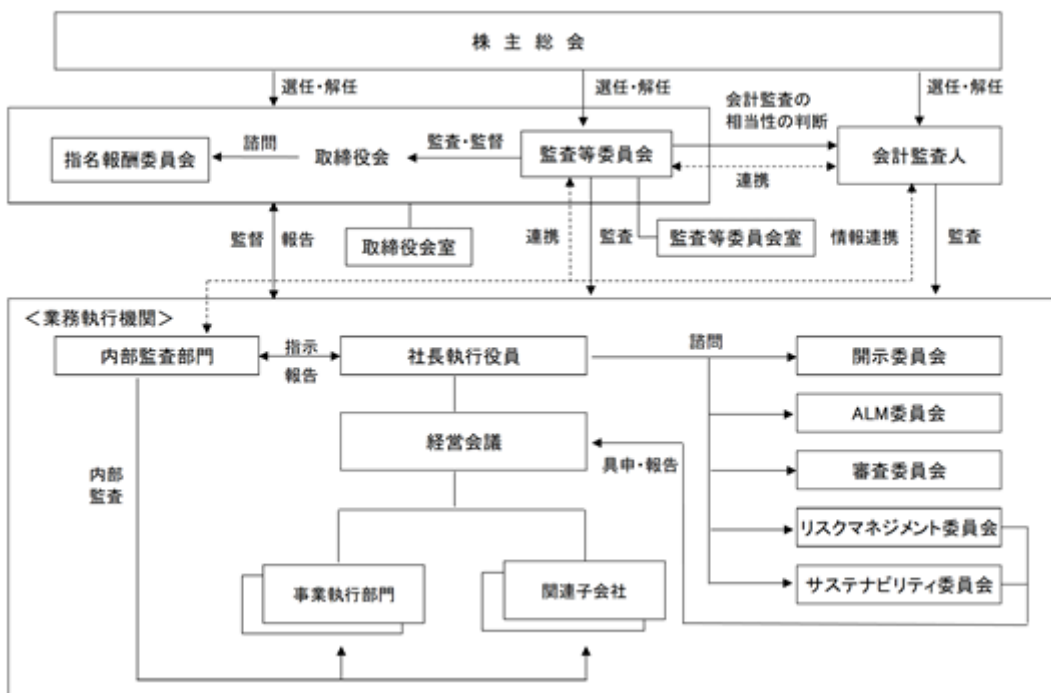 株主総会
選任・解任
選任・解任
選任・解任
会計監査の
相当性の判断
指名報酬委員会
諮問
取締役会
監査・監督
監査等委員会
連携
会計監査人
監督
報告
取締役会室
連携
監査
監査等委員会室
情報連携
監査
＜業務執行機関＞
内部監査部門
指示
報告
社長執行役員
諮問
開示委員会
ALM委員会
経営会議
具申・報告
審査委員会
内部
監査
リスクマネジメント委員会
事業執行部門
関連子会社
サステナビリティ委員会